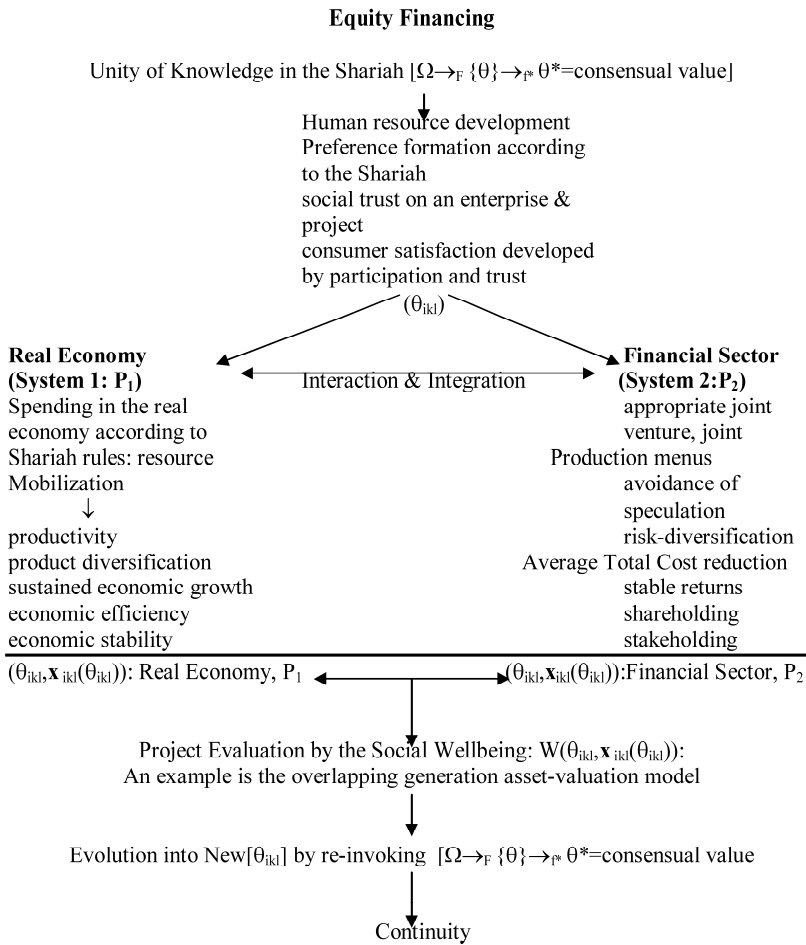 Equity Financing
Unity of Knowledge in the Shariah [Ω→F {θ}→f* θ*=consensual value]
Human resource development
Preference formation according
to the Shariah
social trust on an enterprise &
project
consumer satisfaction developed
by participation and trust
(θikl)
Real Economy
(System 1: P1)
Spending in the real
economy according to
Shariah rules: resource
Mobilization
↓
productivity
product diversification
sustained economic growth
economic efficiency
economic stability
Interaction & Integration
Financial Sector
(System 2:P2)
appropriate joint
venture, joint
Production menus
avoidance of
speculation
risk-diversification
Average Total Cost reduction
stable returns
shareholding
stakeholding
(θikl,x ikl(θikl)): Real Economy, P1
(θikl,xikl(θikl)):Financial Sector, P2
Project Evaluation by the Social Wellbeing: W(θikl,x ikl(θikl)):
An example is the overlapping generation asset-valuation model
Evolution into New[θikl] by re-invoking [Ω→F {θ}→f* θ*=consensual value
Continuity